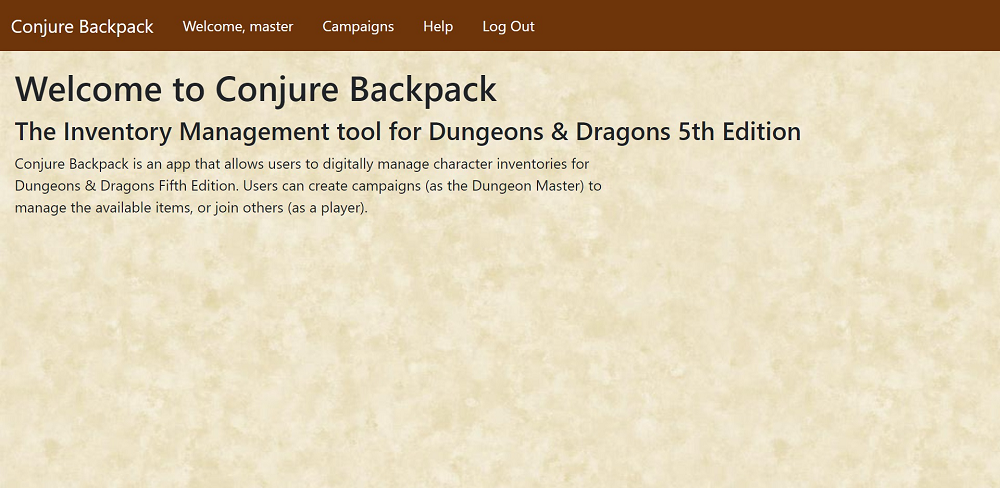 Conjure Backpack Welcome, master Campaigns Help Log Out
Welcome to Conjure Backpack
The Inventory Management tool for Dungeons & Dragons 5th Edition
Conjure Backpack is an app that allows users to digitally manage character inventories for
Dungeons & Dragons Fifth Edition. Users can create campaigns (as the Dungeon Master) to
manage the available items, or join others (as a player).